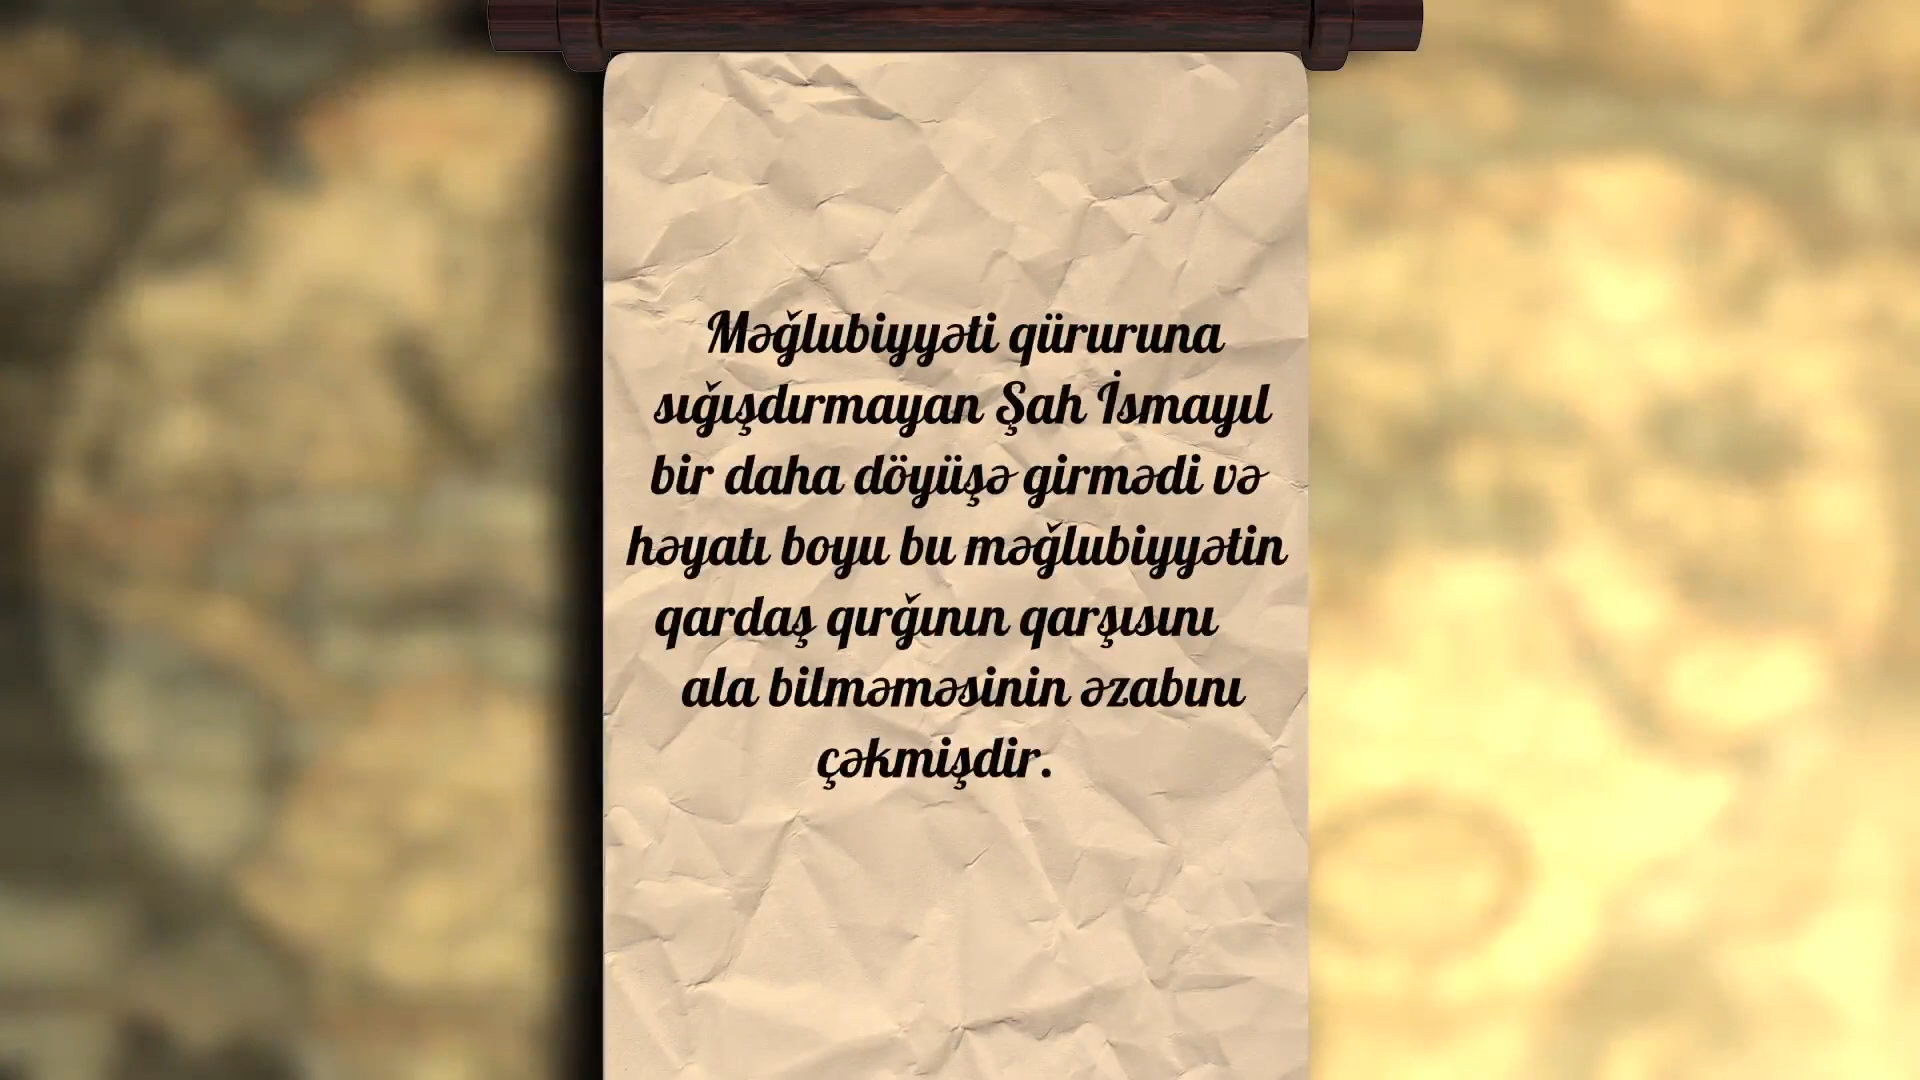 Məğlubiyyəti qüruruna
sığışdırmayan Şah İsmayıl
bir daha döyüşə girmədi və
həyatı boyu bu məğlubiyyətin
qardaş qırğının qarşısını
ala bilməməsinin əzabını
çəkmişdir.